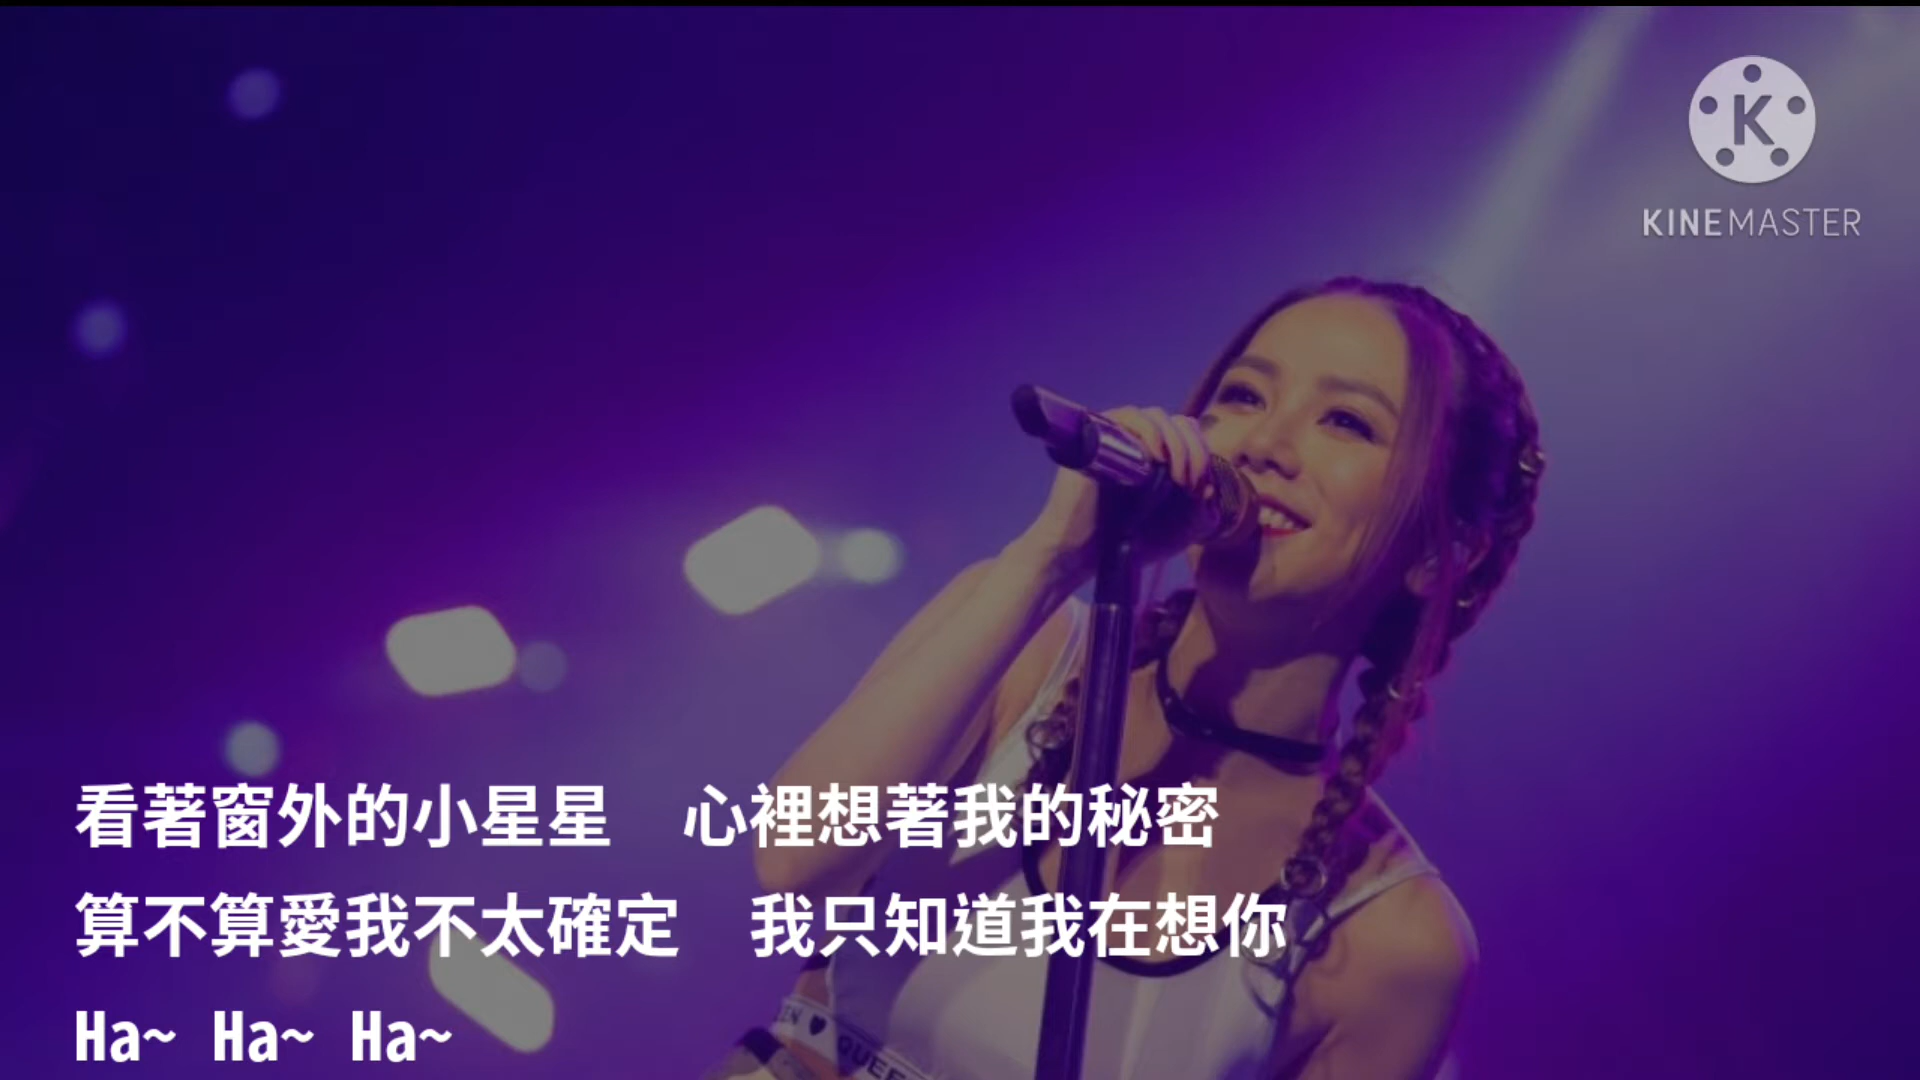 K
KINEMASTER
看著窗外的小星星　心裡想著我的秘密
算不算愛我不太確定　我只知道我在想你
Ha~ Ha~ Ha~
QUEE